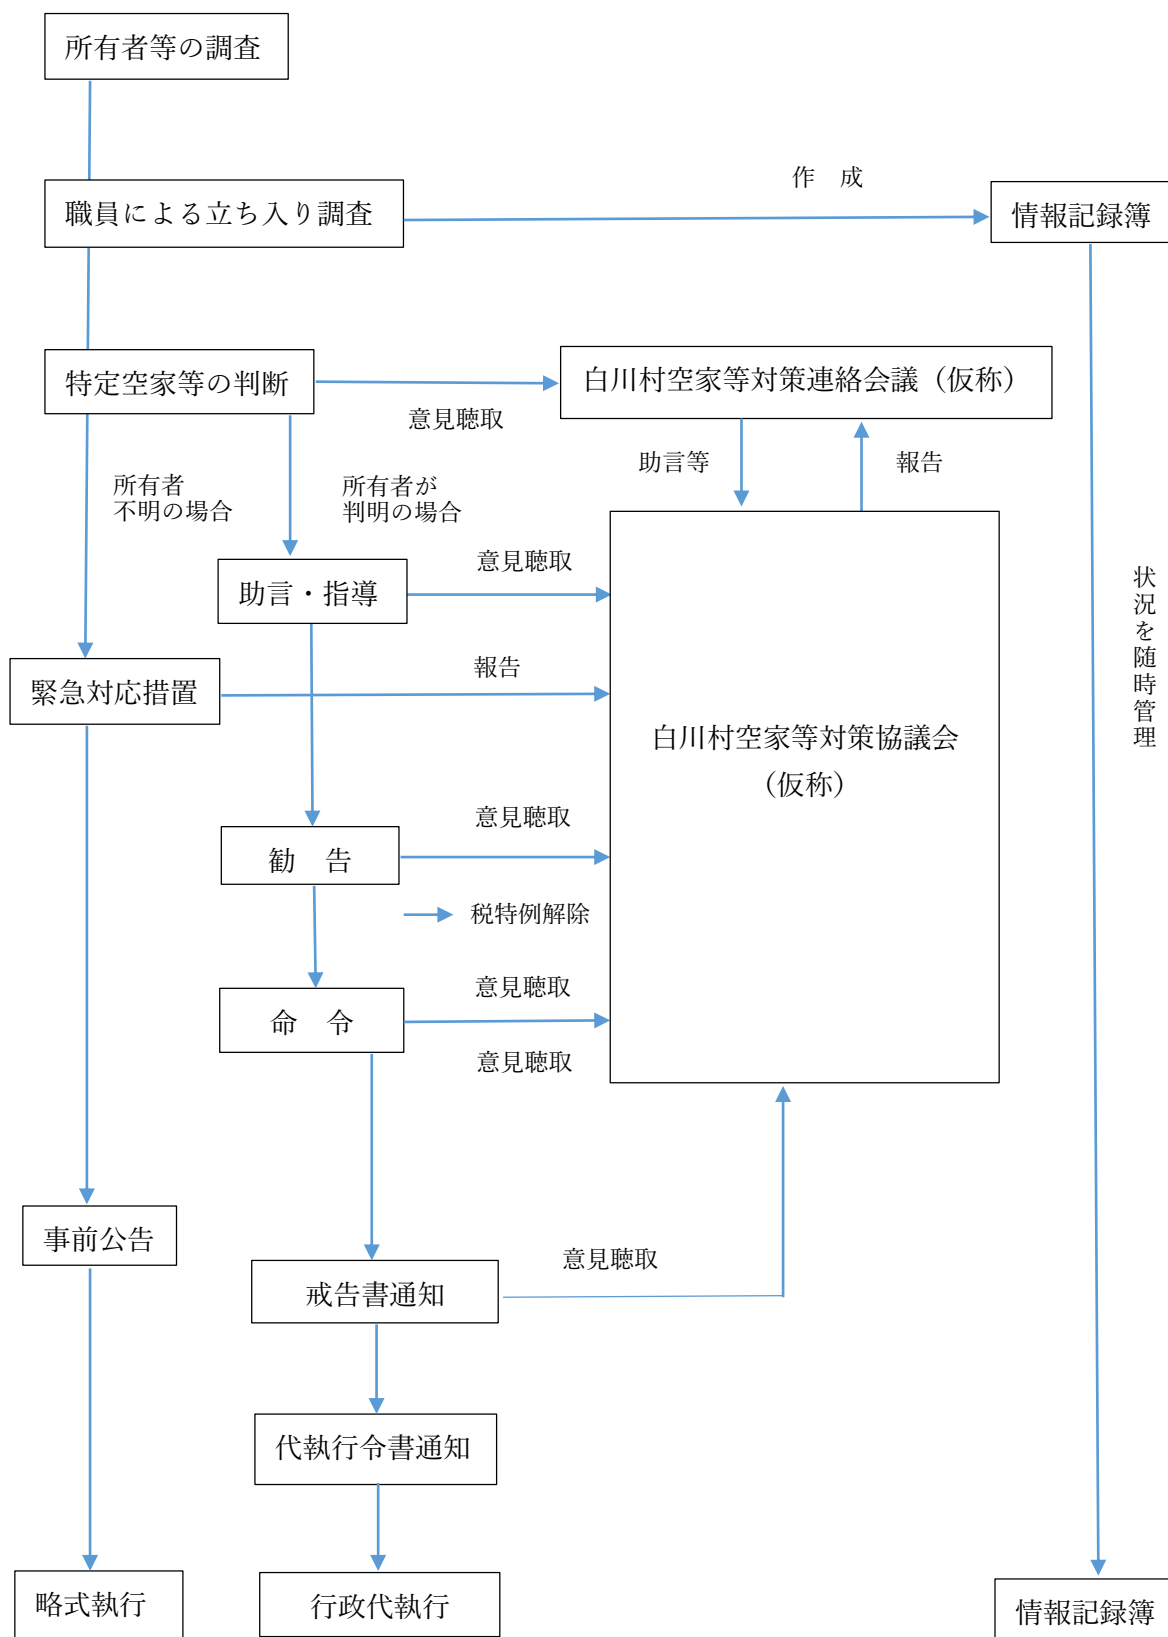 所有者等の調査
作　成
職員による立ち入り調査
情報記録簿
特定空家等の判断
白川村空家等対策連絡会議（仮称）
意見聴取
助言等
報告
所有者
不明の場合
所有者が
判明の場合
意見聴取
助言・指導
状況を随時管理
報告
緊急対応措置
白川村空家等対策協議会
（仮称）
意見聴取
勧　告
税特例解除
意見聴取
命　令
意見聴取
事前公告
意見聴取
戒告書通知
代執行令書通知
略式執行
行政代執行
情報記録簿